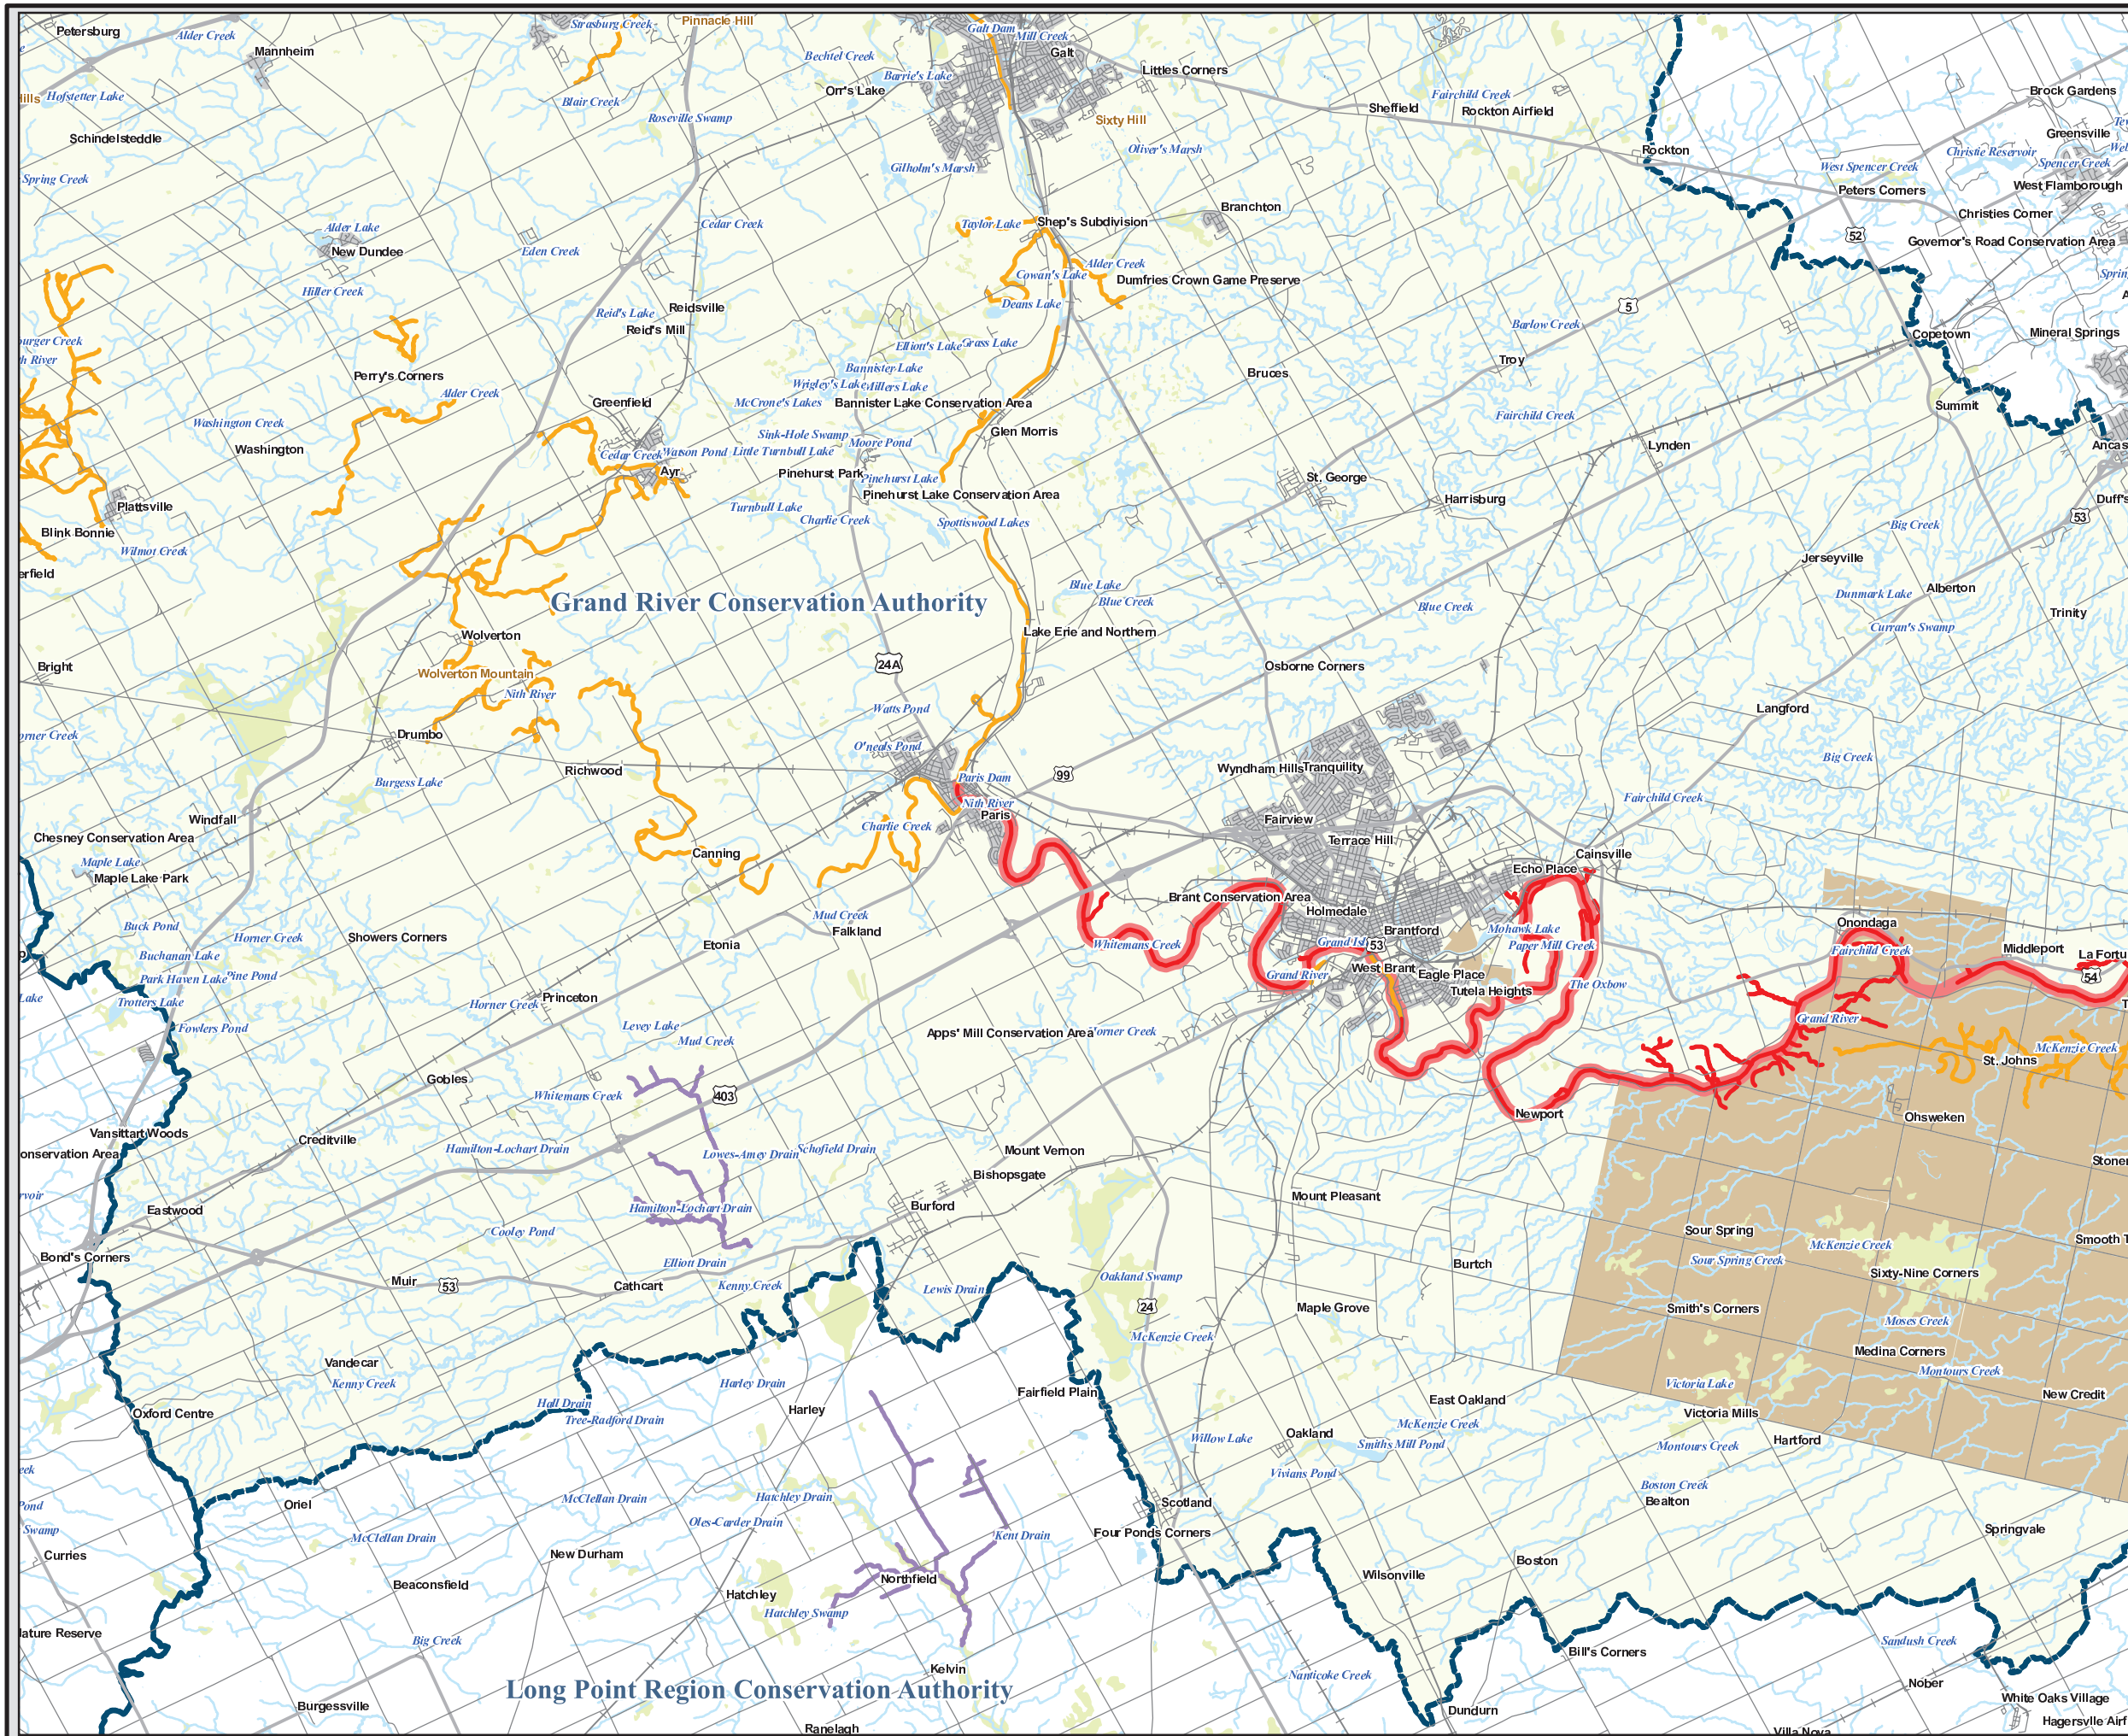 Petersburg
Alder Creek
Mannheim
Strasburg Creek
Pinnacle Hill
Bechtel Creek
Barrie's Lake
Galt Dam
Mill Creek
Galt
Littles Corners
Orr's Lake
Hofstetter Lake
Blair Creek
Roseville Swamp
Sixty Hill
Sheffield
Fairchild Creek
Rockton Airfield
Brock Gardens
Schindelsteddle
Oliver's Marsh
Rockton
Greensville
Christie Reservoir
Spencer Creek
Spring Creek
Gilholm's Marsh
West Spencer Creek
Peters Corners
West Flamborough
Alder Lake
New Dundee
Eden Creek
Cedar Creek
Taylor Lake
Shep's Subdivision
Branchton
Christies Corner
52
Governor's Road Conservation Area
Hiller Creek
Cowan's Lake
Alder Creek
Dumfries Crown Game Preserve
Deans Lake
Reid's Lake
Reidsville
Reid's Mill
5
Barlow Creek
Copetown
Mineral Springs
Elliott's Lake
Grass Lake
Troy
Perry's Corners
Bannister Lake
Wrigley's Lake
Millers Lake
Bruces
Alder Creek
Greenfield
McCrone's Lakes
Bannister Lake Conservation Area
Summit
Washington Creek
Washington
Sink-Hole Swamp
Moore Pond
Glen Morris
Fairchild Creek
Lynden
Cedar Creek
Watson Pond
Little Turnbull Lake
Ayr
Pinehurst Park
Pinehurst Lake
St. George
Plattsville
Pinehurst Lake Conservation Area
Harrisburg
Turnbull Lake
Charlie Creek
Spottiswood Lakes
53
Big Creek
Blink Bonnie
Wilmot Creek
Jerseyville
Blue Lake
Blue Creek
Blue Creek
Grand River Conservation Authority
Dunmark Lake
Alberton
Trinity
Curran's Swamp
Wolverton
Lake Erie and Northern
Bright
Wolverton Mountain
Nith River
24A
Osborne Corners
Watts Pond
Langford
Drumbo
O'neals Pond
Big Creek
Burgess Lake
Richwood
Paris Dam
99
Wyndham Hills
Tranquility
Nith River
Paris
Fairchild Creek
Windfall
Charlie Creek
Fairview
Chesney Conservation Area
Terrace Hill
Canning
Cainsville
Maple Lake
Maple Lake Park
Echo Place
Brant Conservation Area
Holmedale
Buck Pond
Horner Creek
Showers Corners
Mud Creek
Falkland
Etonia
Whitemans Creek
Grand Isl
53
Brantford
Mohawk Lake
Paper Mill Creek
Onondaga
Fairchild Creek
Middleport
La Fortu
54
Buchanan Lake
Park Haven Lake
Pine Pond
Grand River
West Brant
Eagle Place
Tutela Heights
The Oxbow
Trotters Lake
Princeton
Horner Creek
Fowlers Pond
Levey Lake
Mud Creek
Apps' Mill Conservation Area
orner Creek
Grand River
McKenzie Creek
St. Johns
Gobles
Whitemans Creek
403
Newport
Ohsweken
Vansittart Woods
Creditville
Hamilton-Lochart Drain
Lowes-Amey Drain
Schofield Drain
Mount Vernon
onservation Area
Bishopsgate
Stoner
Mount Pleasant
Eastwood
Hamilton-Lochart Drain
Burford
Sour Spring
Cooley Pond
McKenzie Creek
Smooth T
Bond's Corners
Elliott Drain
Sour Spring Creek
Burtch
Sixty-Nine Corners
Muir
53
Cathcart
Kenny Creek
Lewis Drain
Oakland Swamp
24
Maple Grove
Smith's Corners
Moses Creek
McKenzie Creek
Medina Corners
Vandecar
Kenny Creek
Harley Drain
Montours Creek
Victoria Lake
Fairfield Plain
New Credit
Hall Drain
Tree-Radford Drain
Harley
East Oakland
Oxford Centre
Victoria Mills
McKenzie Creek
Willow Lake
Oakland
Smiths Mill Pond
Hartford
Montours Creek
Vivians Pond
Boston Creek
Bealton
Oriel
McClellan Drain
Hatchley Drain
Scotland
Oles-Carder Drain
Kent Drain
Four Ponds Corners
Springvale
McClellan Drain
Currie​s
New Durham
Boston
Beaconsfield
Northfield
Wilsonville
Hatchley
Hatchley Swamp
ature Reserve
Big Creek
Sandush Creek
Bill's Corners
Kelvin
Nanticoke Creek
Long Point Region Conservation Authority
Nober
White Oaks Village
Burgessville
Dundurn
Hagersville Airf
Ranelagh
Villa Nova